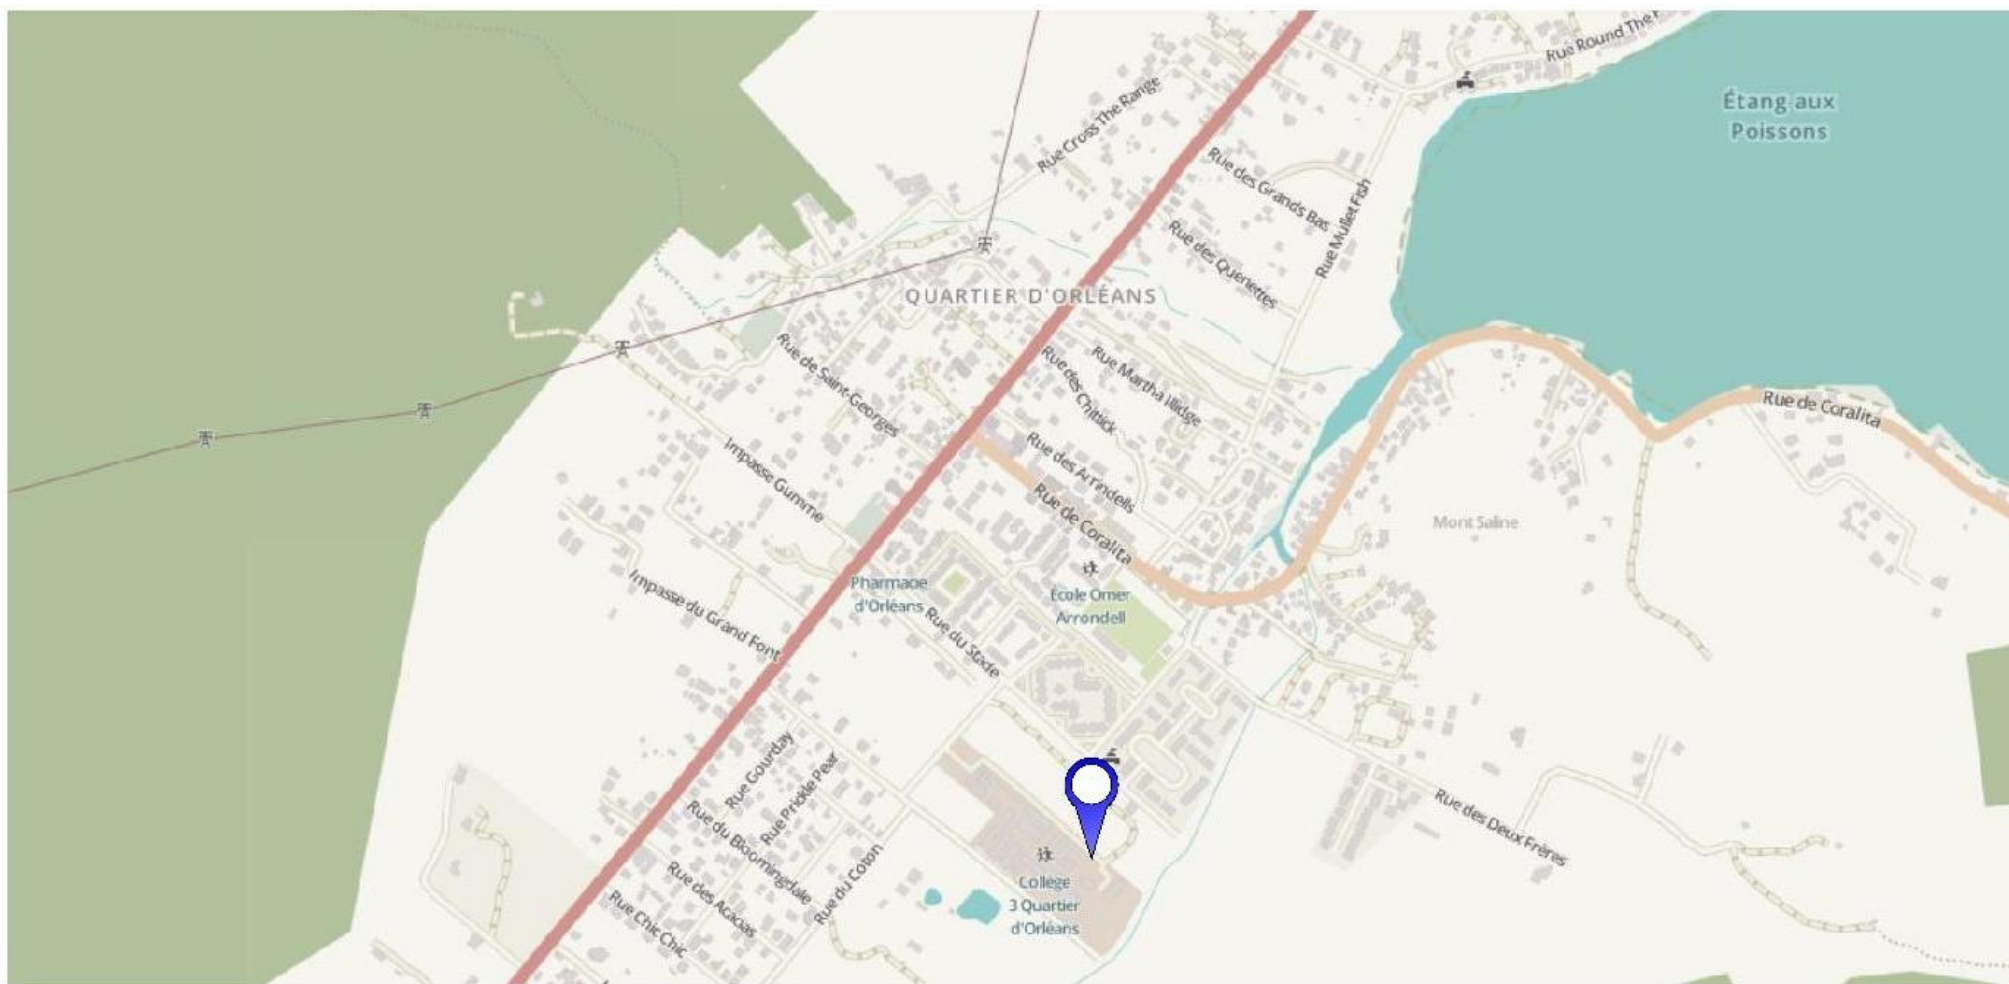 Rue Round The
Étang aux
Poissons
Rue Cross The Range
Rue des Grands Bas
Rue Mullet Fish
Rue des Queriettes
QUARTIER D'ORLÉANS
Rue de Saint-Georges
Rue des Chittick
Rue Martha Illidge
Rue de Coralita
Impasse Gumme
Rue des Arrindells
Rue de Coralita
Mont Saline
Pharmacie
d'Orléans
École Omer
Arrondell
Impasse du Grand Font
Rue du Stade
Rue Gourday
Rue Prickle Pear
Rue du Bloomingdale
Rue des Deux Frères
Rue du Coton
Rue des Acacias
Rue Chic Chic
Collège
3 Quartier
d'Orléans